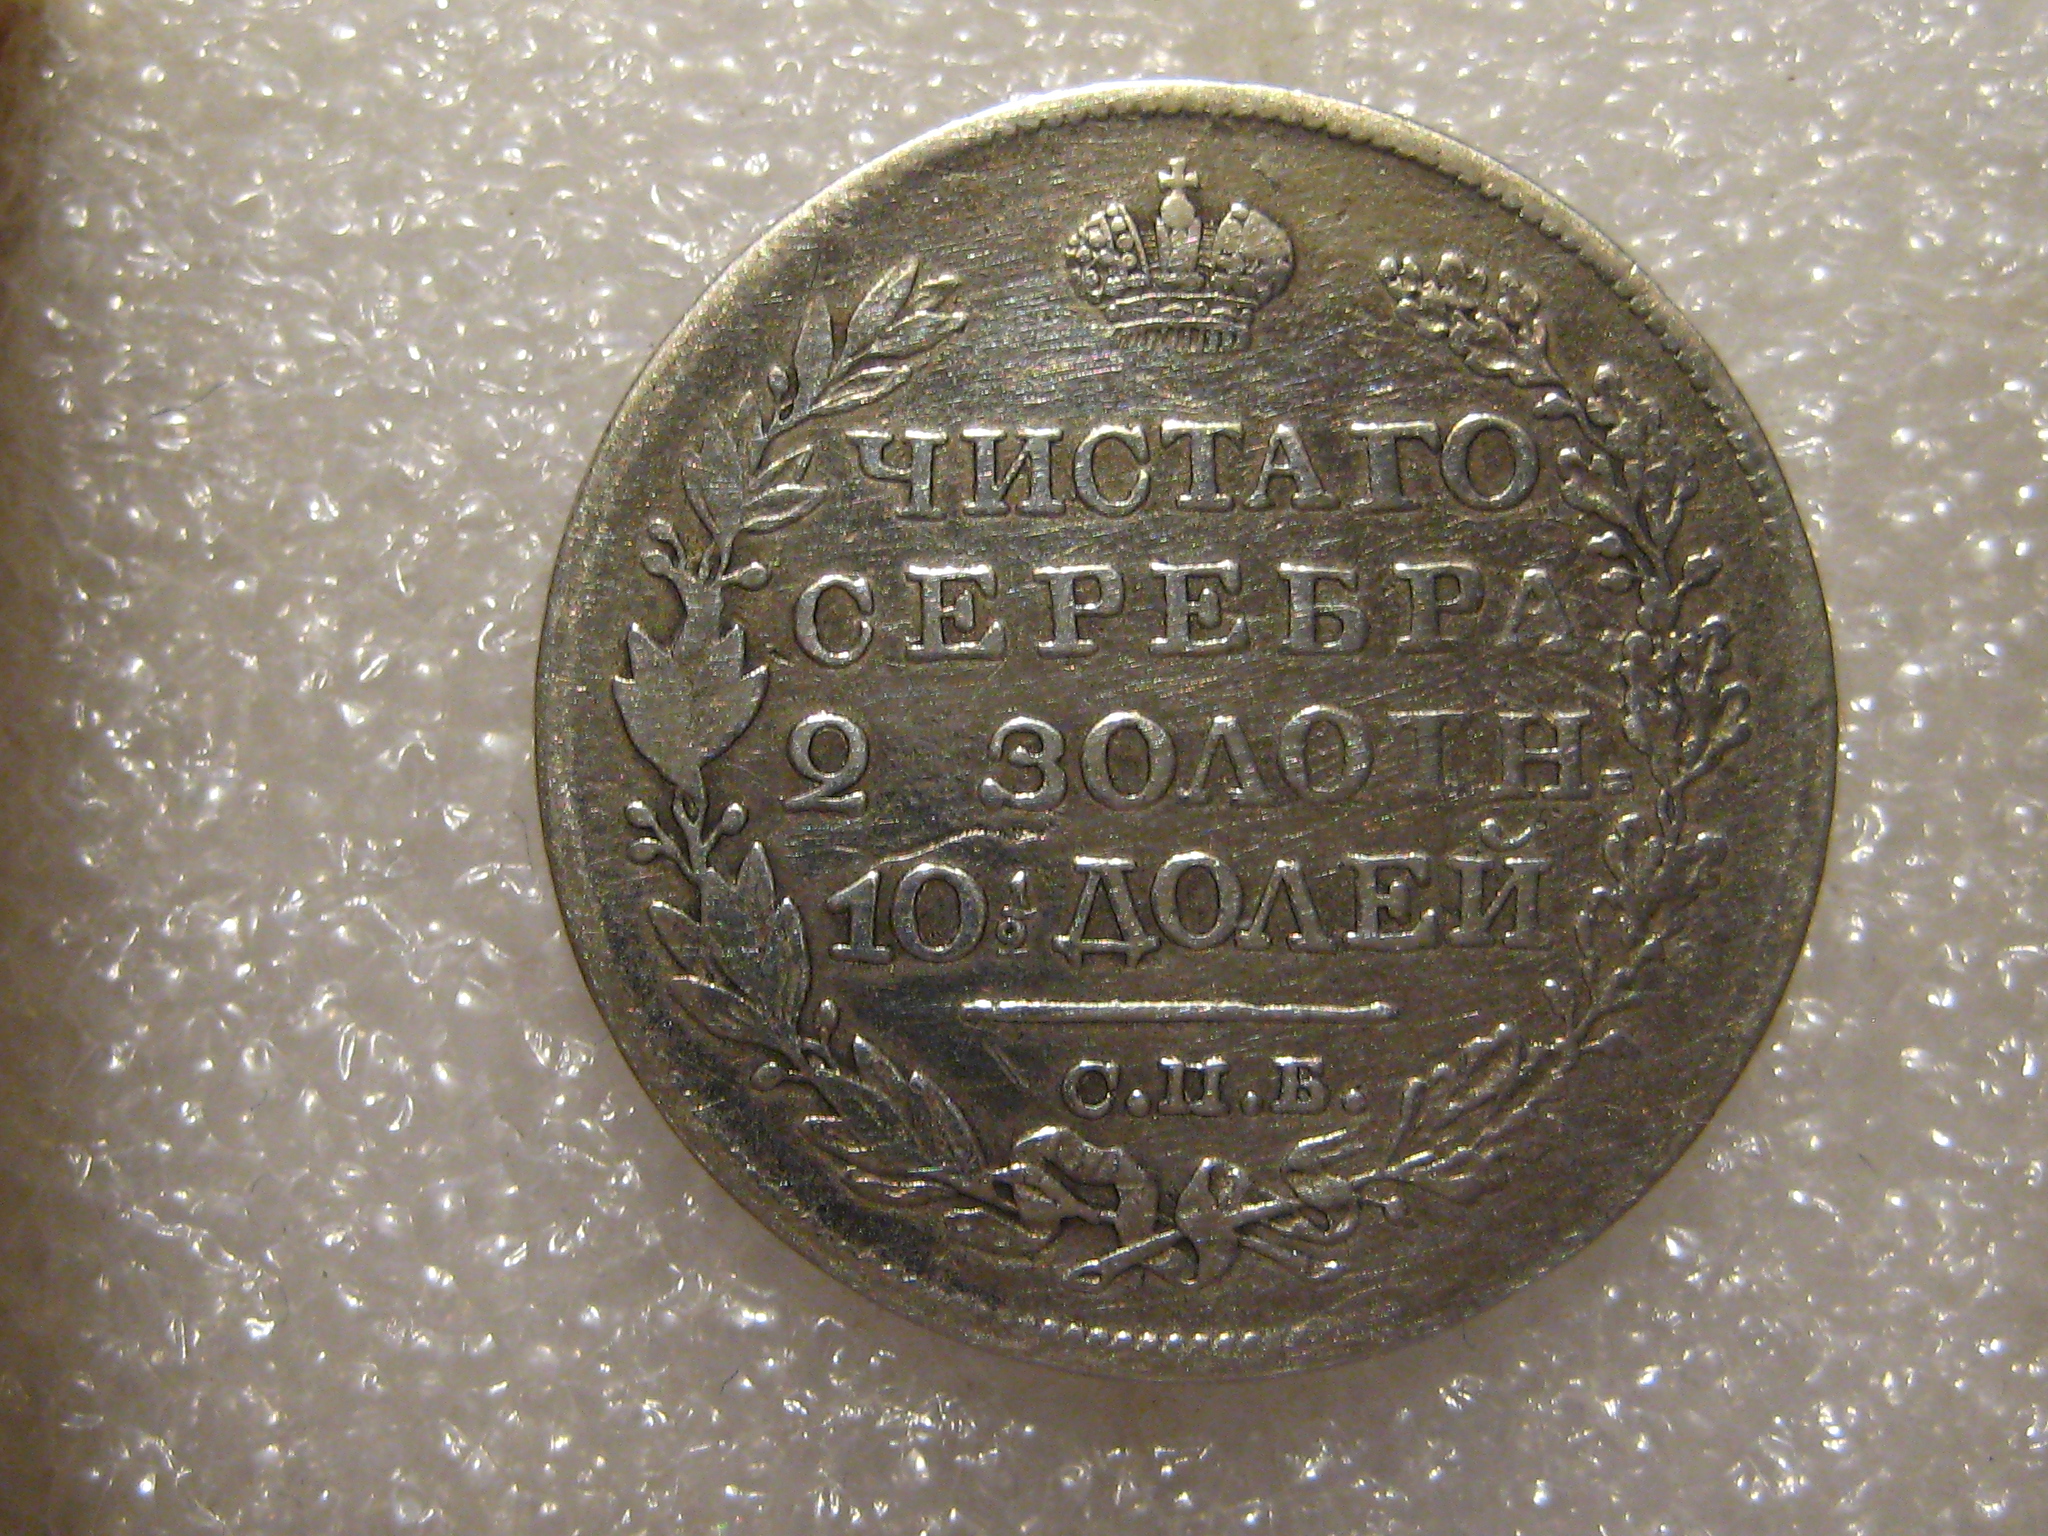 ЧИСТАГО
СЕРЕБРА
2 ЗОЛОТН.
10½ ДОЛЕЙ
С.П.Б.